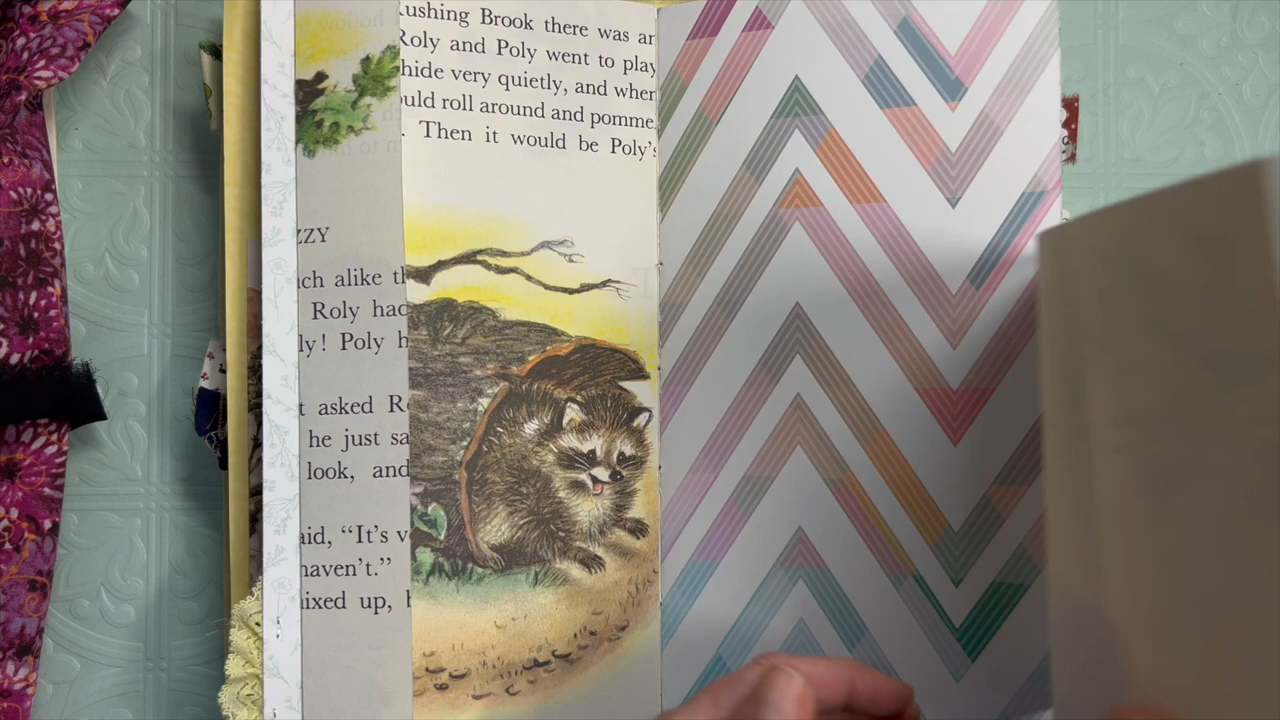 Rushing Brook there was an
Roly and Poly went to play
hide very quietly, and when
ould roll around and pomme
. Then it would be Poly's
ZZY
ch alike th
Roly had
ly! Poly h
t asked R
he just sa
look, and
aid, "It's v
haven't."
ixed up, b